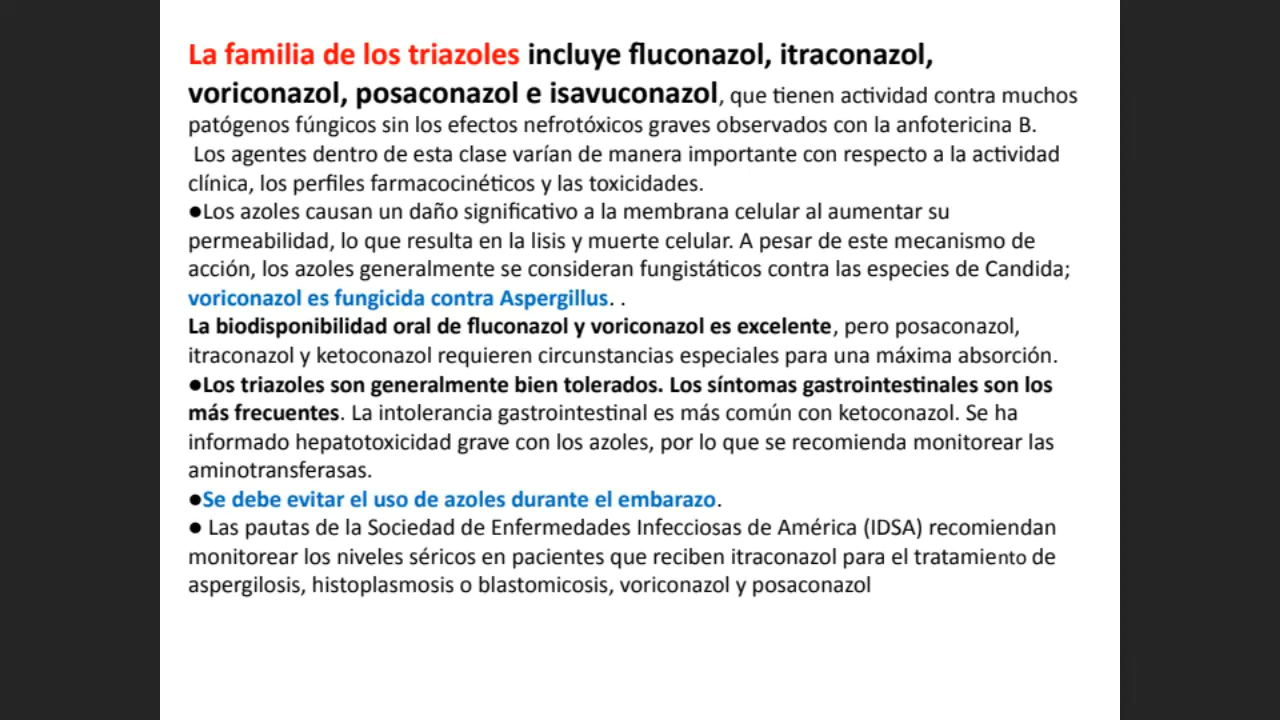 La familia de los triazoles incluye fluconazol, itraconazol,
voriconazol, posaconazol e isavuconazol, que tienen actividad contra muchos
patógenos fúngicos sin los efectos nefrotóxicos graves observados con la anfotericina B.
Los agentes dentro de esta clase varían de manera importante con respecto a la actividad
clínica, los perfiles farmacocinéticos y las toxicidades.
●Los azoles causan un daño significativo a la membrana celular al aumentar su
permeabilidad, lo que resulta en la lisis y muerte celular. A pesar de este mecanismo de
acción, los azoles generalmente se consideran fungistáticos contra las especies de Candida;
voriconazol es fungicida contra Aspergillus. .
La biodisponibilidad oral de fluconazol y voriconazol es excelente, pero posaconazol,
itraconazol y ketoconazol requieren circunstancias especiales para una máxima absorción.
●Los triazoles son generalmente bien tolerados. Los síntomas gastrointestinales son los
más frecuentes. La intolerancia gastrointestinal es más común con ketoconazol. Se ha
informado hepatotoxicidad grave con los azoles, por lo que se recomienda monitorear las
aminotransferasas.
●Se debe evitar el uso de azoles durante el embarazo.
● Las pautas de la Sociedad de Enfermedades Infecciosas de América (IDSA) recomiendan
monitorear los niveles séricos en pacientes que reciben itraconazol para el tratamiento de
aspergilosis, histoplasmosis o blastomicosis, voriconazol y posaconazol